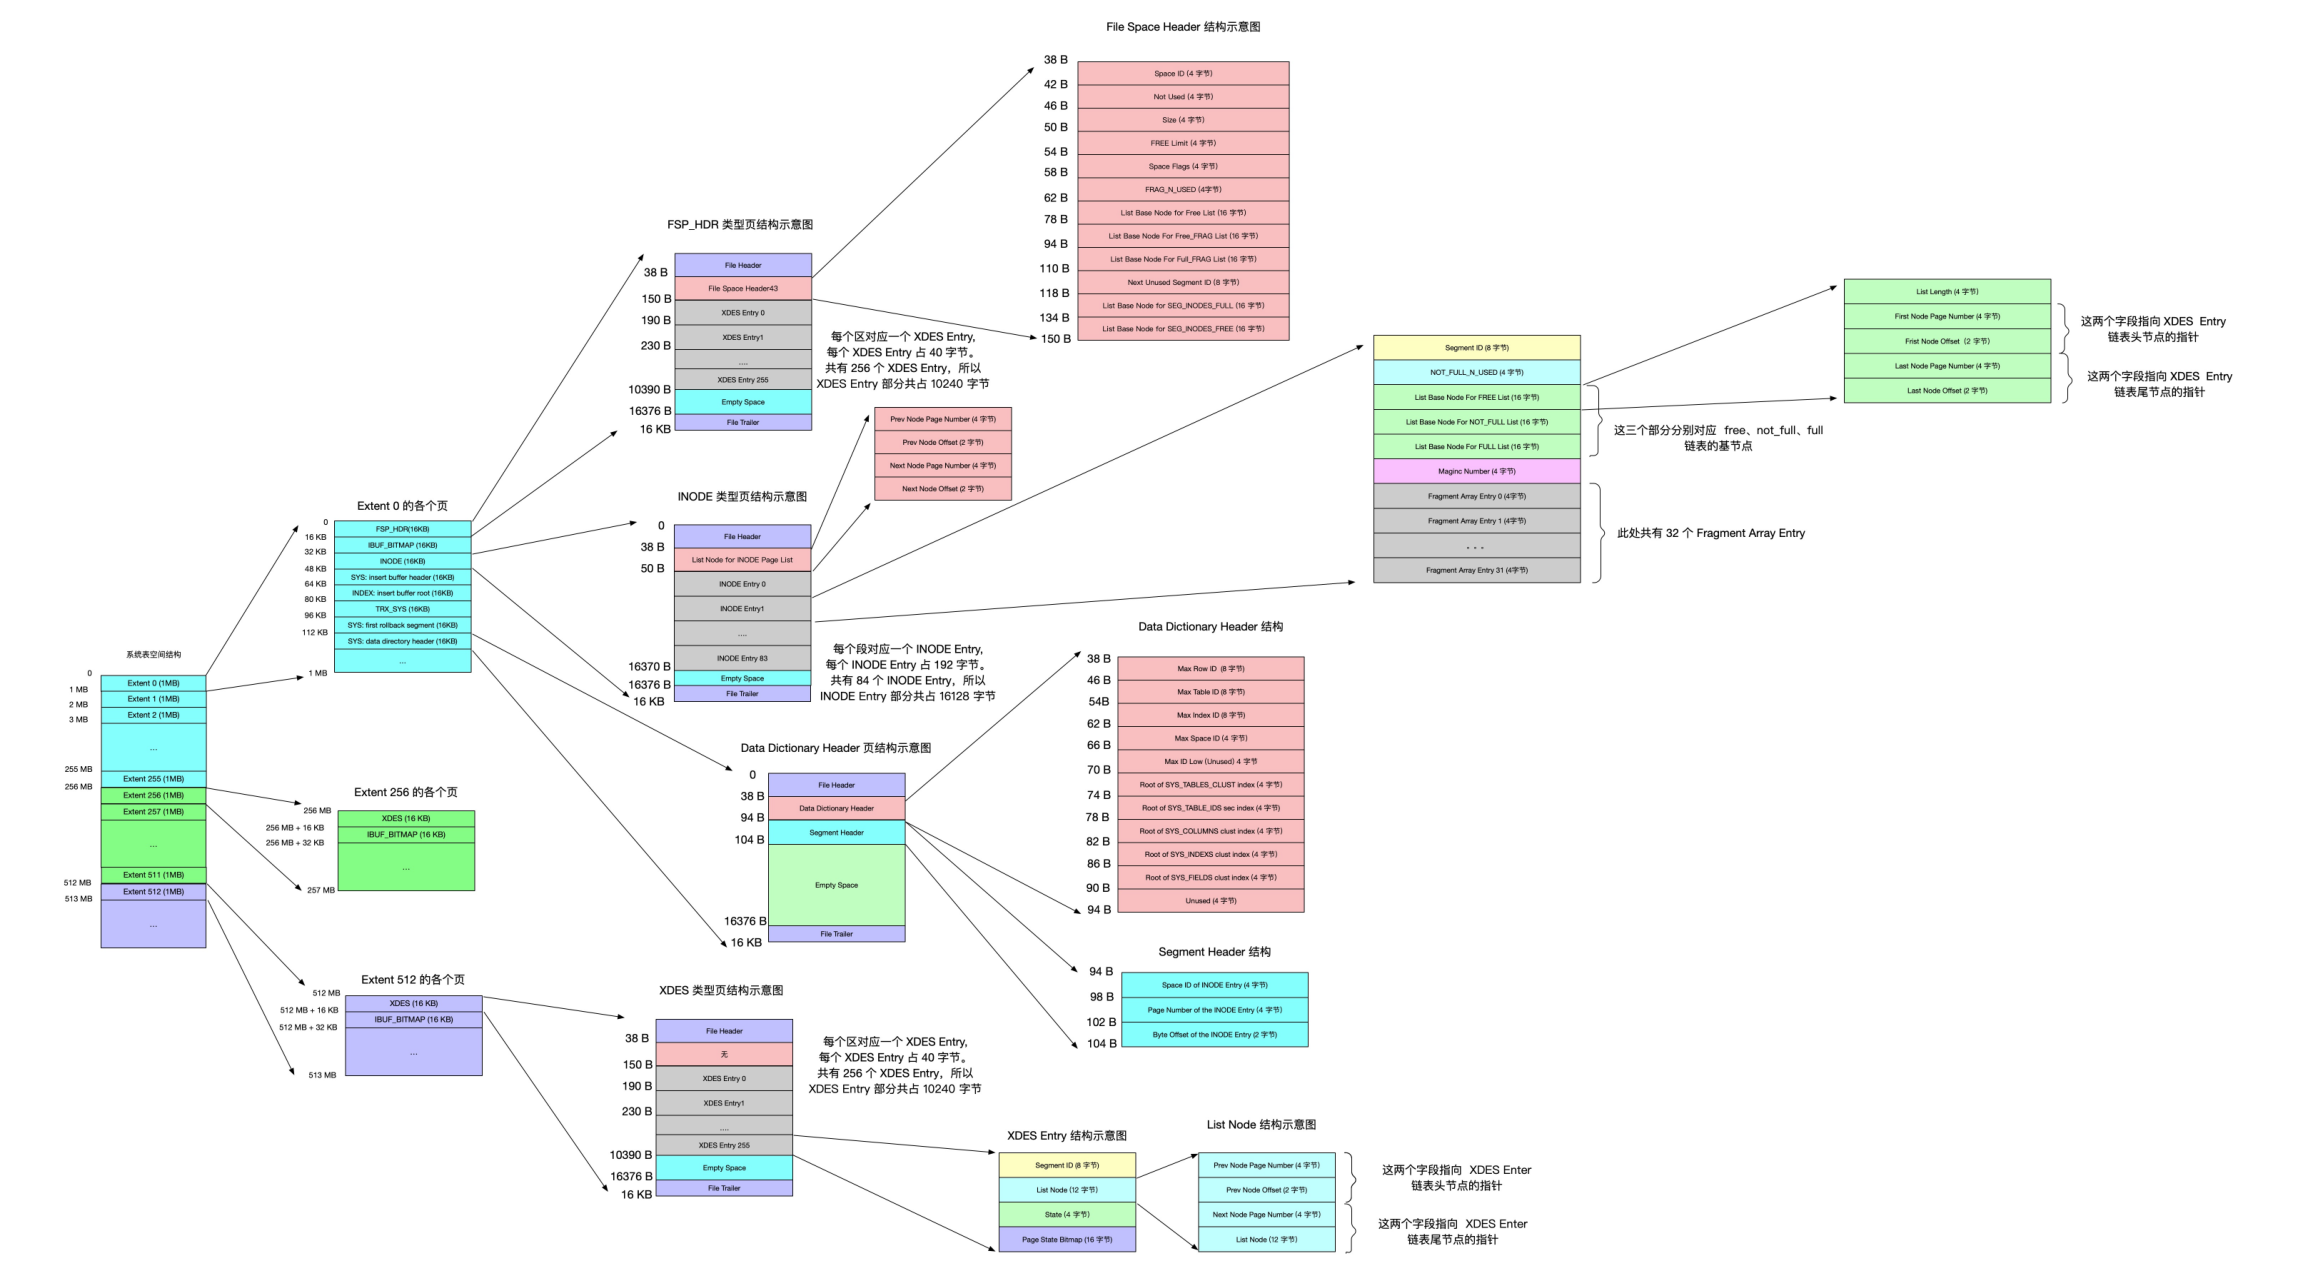 File Space Header 结构示意图
38 B
42 B
46 B
50 B
54 B
58 B
62 B
78 B
94 B
110 B
118 B
134 B
150 B
Space ID (4 字节)
Not Used (4 字节)
Size (4 字节)
FREE Limit (4 字节)
Space Flags (4 字节)
FRAG_N_USED (4字节)
List Base Node for Free List (16 字节)
List Base Node For Free_FRAG List (16 字节)
List Base Node For Full_FRAG List (16 字节)
Next Unused Segment ID (8 字节)
List Base Node for SEG_INODES_FULL (16 字节)
List Base Node for SEG_INODES_FREE (16 字节)
FSP_HDR 类型页结构示意图
38 B
150 B
190 B
230 B
10390 B
16376 B
16 KB
File Header
File Space Header43
XDES Entry 0
XDES Entry1
....
XDES Entry 255
Empty Space
File Trailer
每个区对应一个 XDES Entry,
每个 XDES Entry 占 40 字节。
共有 256 个 XDES Entry，所以
XDES Entry 部分共占 10240 字节
Prev Node Page Number (4 字节)
Prev Node Offset (2 字节)
Next Node Page Number (4 字节)
Next Node Offset (2 字节)
Segment ID (8 字节)
NOT_FULL_N_USED (4 字节)
List Base Node For FREE List (16 字节)
List Base Node For NOT_FULL List (16 字节)
List Base Node For FULL List (16 字节)
Maginc Number (4 字节)
Fragment Array Entry 0 (4字节)
Fragment Array Entry 1 (4字节)
。。。
Fragment Array Entry 31 (4字节)
这三个部分分别对应 free、not_full、full
链表的基节点
此处共有 32 个 Fragment Array Entry
List Length (4 字节)
First Node Page Number (4 字节)
Frist Node Offset (2 字节)
Last Node Page Number (4 字节)
Last Node Offset (2 字节)
这两个字段指向 XDES Entry
链表头节点的指针
这两个字段指向 XDES Entry
链表尾节点的指针
INODE 类型页结构示意图
0
38 B
50 B
16370 B
16376 B
16 KB
File Header
List Node for INODE Page List
INODE Entry 0
INODE Entry1
....
INODE Entry 83
Empty Space
File Trailer
每个段对应一个 INODE Entry,
每个 INODE Entry 占 192 字节。
共有 84 个 INODE Entry，所以
INODE Entry 部分共占 16128 字节
Extent 0 的各个页
0
16 KB
32 KB
48 KB
64 KB
80 KB
96 KB
112 KB
1 MB
FSP_HDR(16KB)
IBUF_BITMAP (16KB)
INODE (16KB)
SYS: insert buffer header (16KB)
INDEX: insert buffer root (16KB)
TRX_SYS (16KB)
SYS: first rollback segment (16KB)
SYS: data directory header (16KB)
...
系统表空间结构
0
1 MB
2 MB
3 MB
255 MB
256 MB
512 MB
513 MB
Extent 0 (1MB)
Extent 1 (1MB)
Extent 2 (1MB)
...
Extent 255 (1MB)
Extent 256 (1MB)
Extent 257 (1MB)
...
Extent 511 (1MB)
Extent 512 (1MB)
...
Extent 256 的各个页
256 MB
256 MB + 16 KB
256 MB + 32 KB
257 MB
XDES (16 KB)
IBUF_BITMAP (16 KB)
...
Data Dictionary Header 页结构示意图
0
38 B
94 B
104 B
16376 B
16 KB
File Header
Data Dictionary Header
Segment Header
Empty Space
File Trailer
Data Dictionary Header 结构
38 B
46 B
54B
62 B
66 B
70 B
74 B
78 B
82 B
86 B
90 B
94 B
Max Row ID (8 字节)
Max Table ID (8 字节)
Max Index ID (8 字节)
Max Space ID (4 字节)
Max ID Low (Unused) 4 字节
Root of SYS_TABLES_CLUST index (4 字节)
Root of SYS_TABLE_IDS sec index (4 字节)
Root of SYS_COLUMNS clust index (4 字节)
Root of SYS_INDEXS clust index (4 字节)
Root of SYS_FIELDS clust index (4 字节)
Unused (4 字节)
Segment Header 结构
94 B
98 B
102 B
104 B
Space ID of INODE Entry (4 字节)
Page Number of the INODE Entry (4 字节)
Byte Offset of the INODE Entry (2 字节)
Extent 512 的各个页
512 MB
512 MB + 16 KB
512 MB + 32 KB
513 MB
XDES (16 KB)
IBUF_BITMAP (16 KB)
...
XDES 类型页结构示意图
38 B
150 B
190 B
230 B
10390 B
16376 B
16 KB
File Header
无
XDES Entry 0
XDES Entry1
....
XDES Entry 255
Empty Space
File Trailer
每个区对应一个 XDES Entry,
每个 XDES Entry 占 40 字节。
共有 256 个 XDES Entry，所以
XDES Entry 部分共占 10240 字节
XDES Entry 结构示意图
Segment ID (8 字节)
List Node (12 字节)
State (4 字节)
Page State Bitmap (16 字节)
List Node 结构示意图
Prev Node Page Number (4 字节)
Prev Node Offset (2 字节)
Next Node Page Number (4 字节)
List Node (12 字节)
这两个字段指向 XDES Enter
链表头节点的指针
这两个字段指向 XDES Enter
链表尾节点的指针